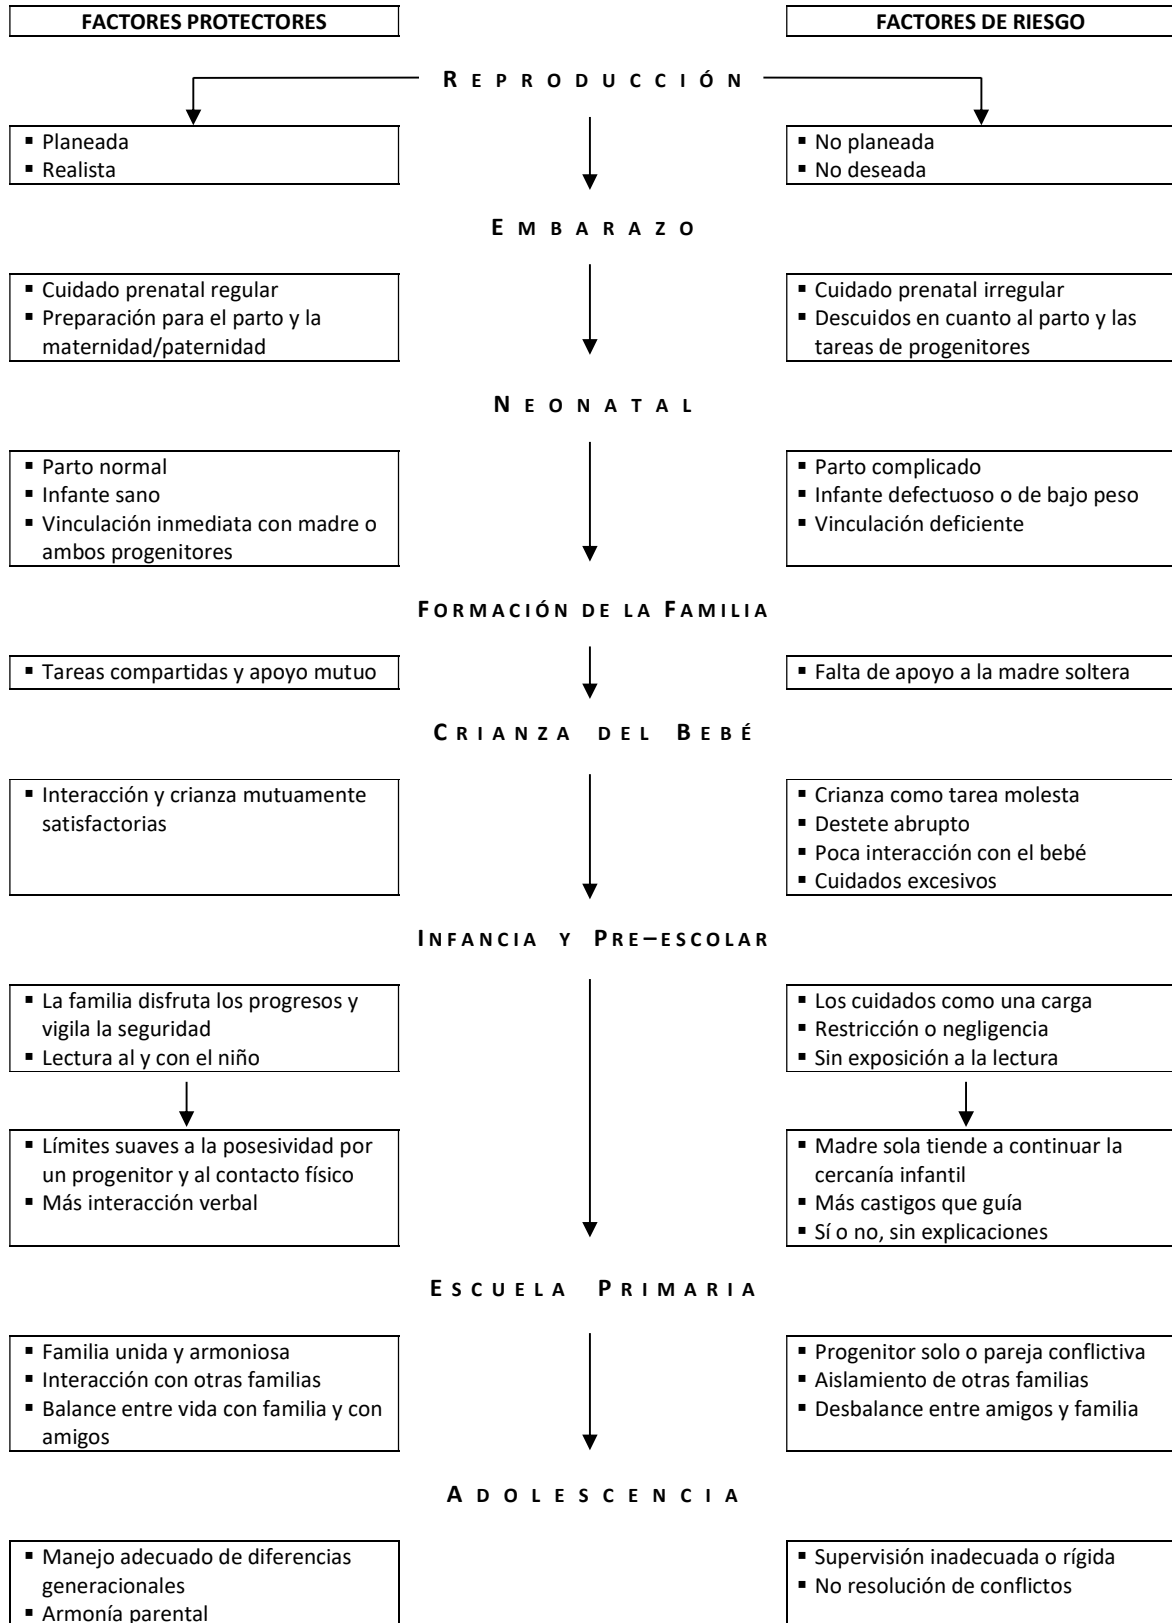 FACTORES PROTECTORES
FACTORES DE RIESGO
REPRODUCCIÓN
▪ Planeada
▪ Realista
▪ No planeada
▪ No deseada
EMBARAZO
▪ Cuidado prenatal regular
▪ Preparación para el parto y la
maternidad/paternidad
▪ Cuidado prenatal irregular
▪ Descuidos en cuanto al parto y las
tareas de progenitores
NEONATAL
▪ Parto normal
▪ Infante sano
▪ Vinculación inmediata con madre o
ambos progenitores
▪ Parto complicado
▪ Infante defectuoso o de bajo peso
▪ Vinculación deficiente
FORMACIÓN DE LA FAMILIA
▪ Tareas compartidas y apoyo mutuo
▪ Falta de apoyo a la madre soltera
CRIANZA DEL BEBÉ
▪ Interacción y crianza mutuamente
satisfactorias
▪ Crianza como tarea molesta
▪ Destete abrupto
▪ Poca interacción con el bebé
▪ Cuidados excesivos
INFANCIA Y PRE–ESCOLAR
▪ La familia disfruta los progresos y
vigila la seguridad
▪ Lectura al y con el niño
▪ Los cuidados como una carga
▪ Restricción o negligencia
▪ Sin exposición a la lectura
▪ Límites suaves a la posesividad por
un progenitor y al contacto físico
▪ Más interacción verbal
▪ Madre sola tiende a continuar la
cercanía infantil
▪ Más castigos que guía
▪ Sí o no, sin explicaciones
ESCUELA PRIMARIA
▪ Familia unida y armoniosa
▪ Interacción con otras familias
▪ Balance entre vida con familia y con
amigos
▪ Progenitor solo o pareja conflictiva
▪ Aislamiento de otras familias
▪ Desbalance entre amigos y familia
ADOLESCENCIA
▪ Manejo adecuado de diferencias
generacionales
▪ Armonía parental
▪ Supervisión inadecuada o rígida
▪ No resolución de conflictos